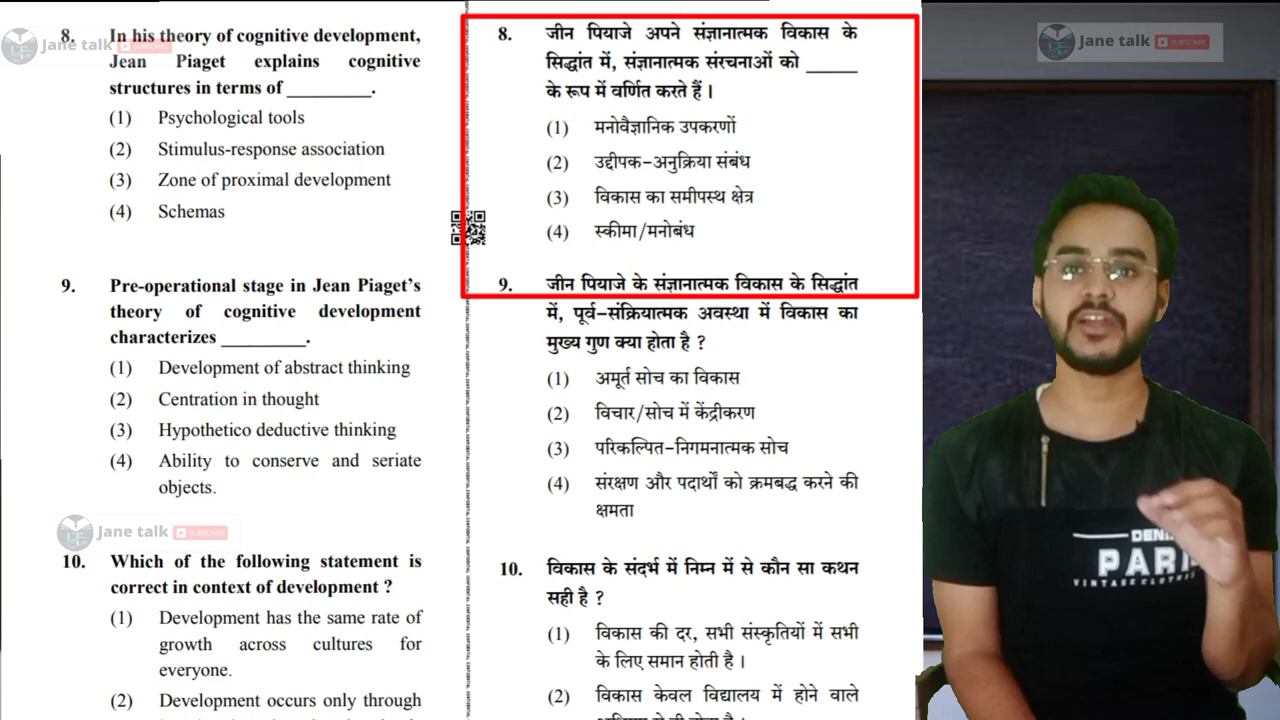 Jane talk SUBSCRIBE
8. In his theory of cognitive development,
Jean Piaget explains cognitive
structures in terms of _________.
(1) Psychological tools
(2) Stimulus-response association
(3) Zone of proximal development
(4) Schemas
9. Pre-operational stage in Jean Piaget's
theory of cognitive development
characterizes _________.
(1) Development of abstract thinking
(2) Centration in thought
(3) Hypothetico deductive thinking
(4) Ability to conserve and seriate
objects.
Jane talk SUBSCRIBE
10. Which of the following statement is
correct in context of development ?
(1) Development has the same rate of
growth across cultures for
everyone.
(2) Development occurs only through
8. जीन पियाजे अपने संज्ञानात्मक विकास के
सिद्धांत में, संज्ञानात्मक संरचनाओं को _____
के रूप में वर्णित करते हैं ।
(1) मनोवैज्ञानिक उपकरणों
(2) उद्दीपक-अनुक्रिया संबंध
(3) विकास का समीपस्थ क्षेत्र
(4) स्कीमा/मनोबंध
9. जीन पियाजे के संज्ञानात्मक विकास के सिद्धांत
में, पूर्व-संक्रियात्मक अवस्था में विकास का
मुख्य गुण क्या होता है ?
(1) अमूर्त सोच का विकास
(2) विचार/सोच में केंद्रीकरण
(3) परिकल्पित-निगमनात्मक सोच
(4) संरक्षण और पदार्थों को क्रमबद्ध करने की
क्षमता
10. विकास के संदर्भ में निम्न में से कौन सा कथन
सही है ?
(1) विकास की दर, सभी संस्कृतियों में सभी
के लिए समान होती है ।
(2) विकास केवल विद्यालय में होने वाले
Jane talk SUBSCRIBE
DENI
PARI
VINTAGE CLOTHES